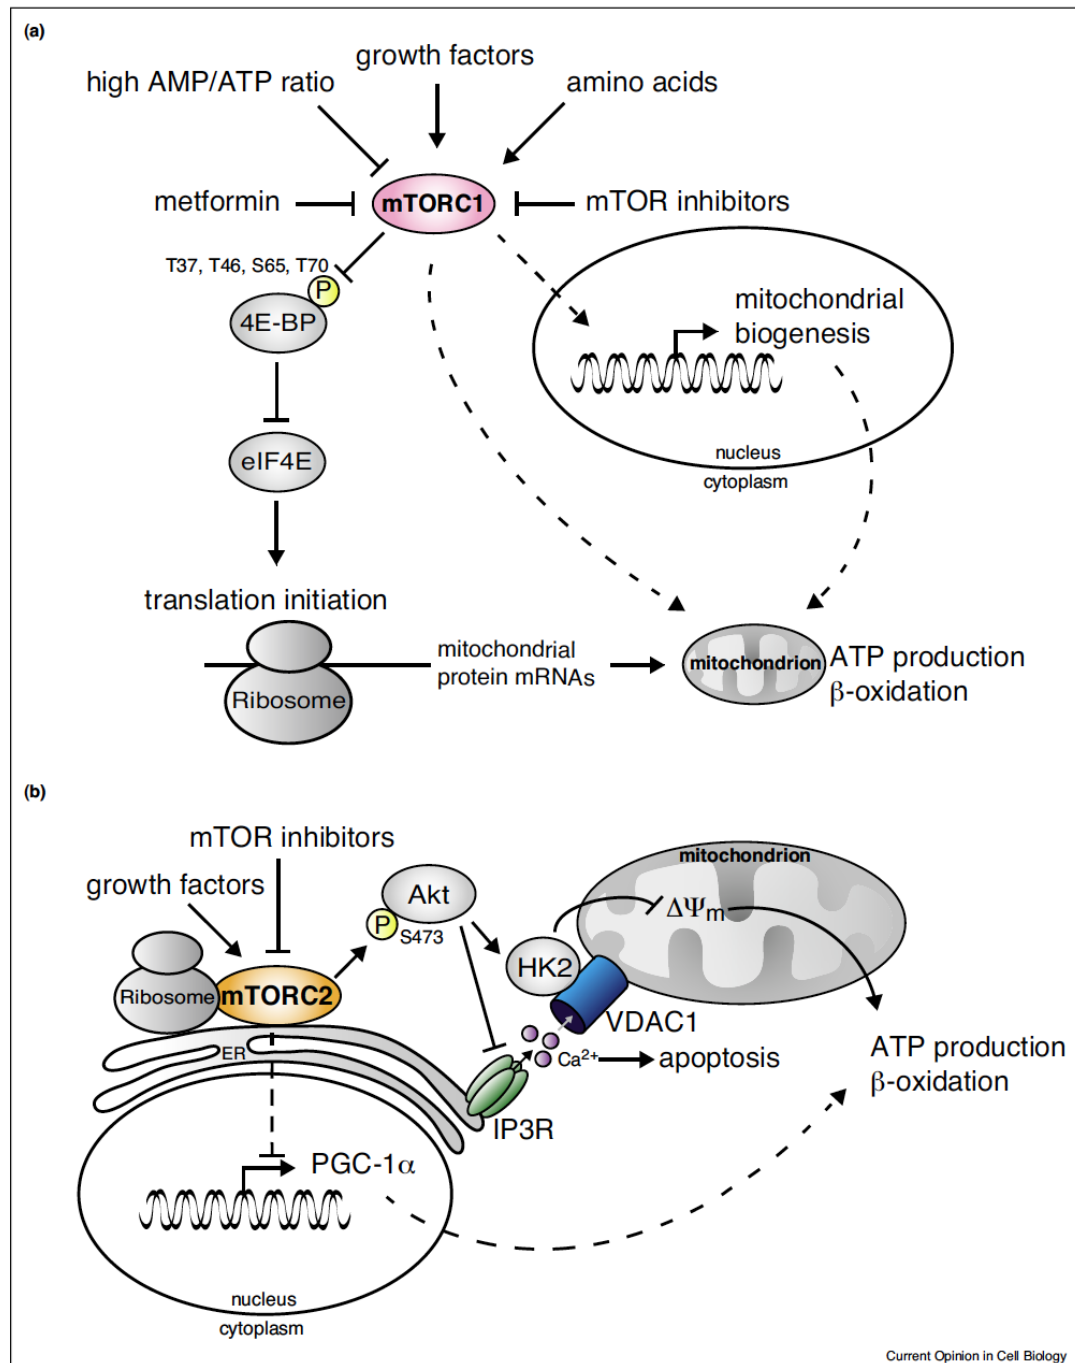 (a)
growth factors
high AMP/ATP ratio
amino acids
metformin
mTORC1
mTOR inhibitors
T37, T46, S65, T70
P
4E-BP
mitochondrial
biogenesis
eIF4E
nucleus
cytoplasm
translation initiation
mitochondrial
protein mRNAs
Ribosome
mitochondrion
ATP production
β-oxidation
(b)
mTOR inhibitors
growth factors
mitochondrion
Akt
P
S473
ΔΨm
HK2
Ribosome
mTORC2
VDAC1
ER
Ca2+
apoptosis
ATP production
β-oxidation
IP3R
PGC-1α
nucleus
cytoplasm
Current Opinion in Cell Biology